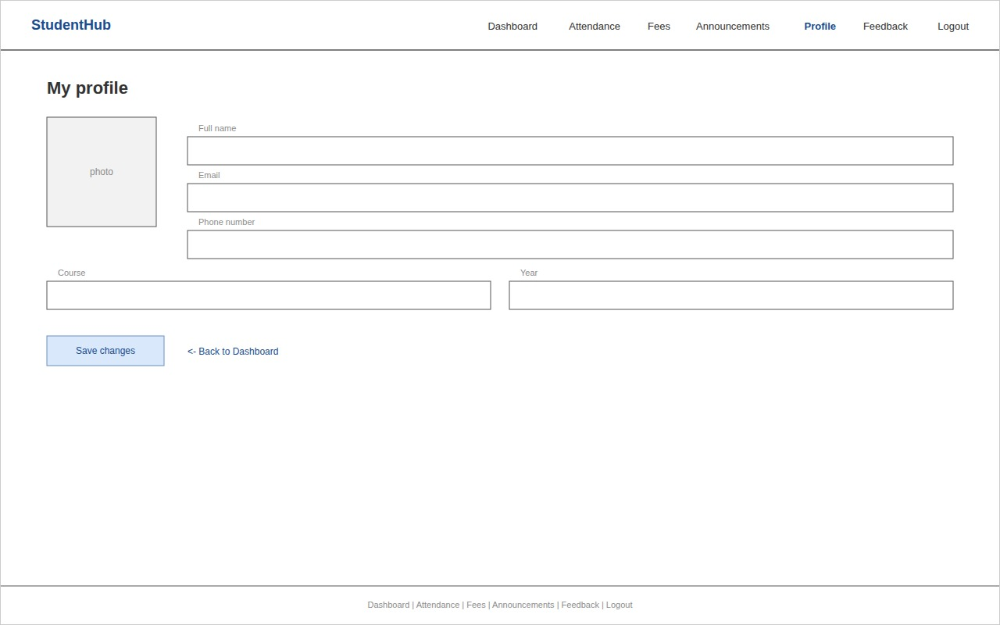 StudentHub
Dashboard Attendance Fees Announcements Profile Feedback Logout
My profile
photo
Full name
Email
Phone number
Course Year
Save changes <- Back to Dashboard
Dashboard | Attendance | Fees | Announcements | Feedback | Logout